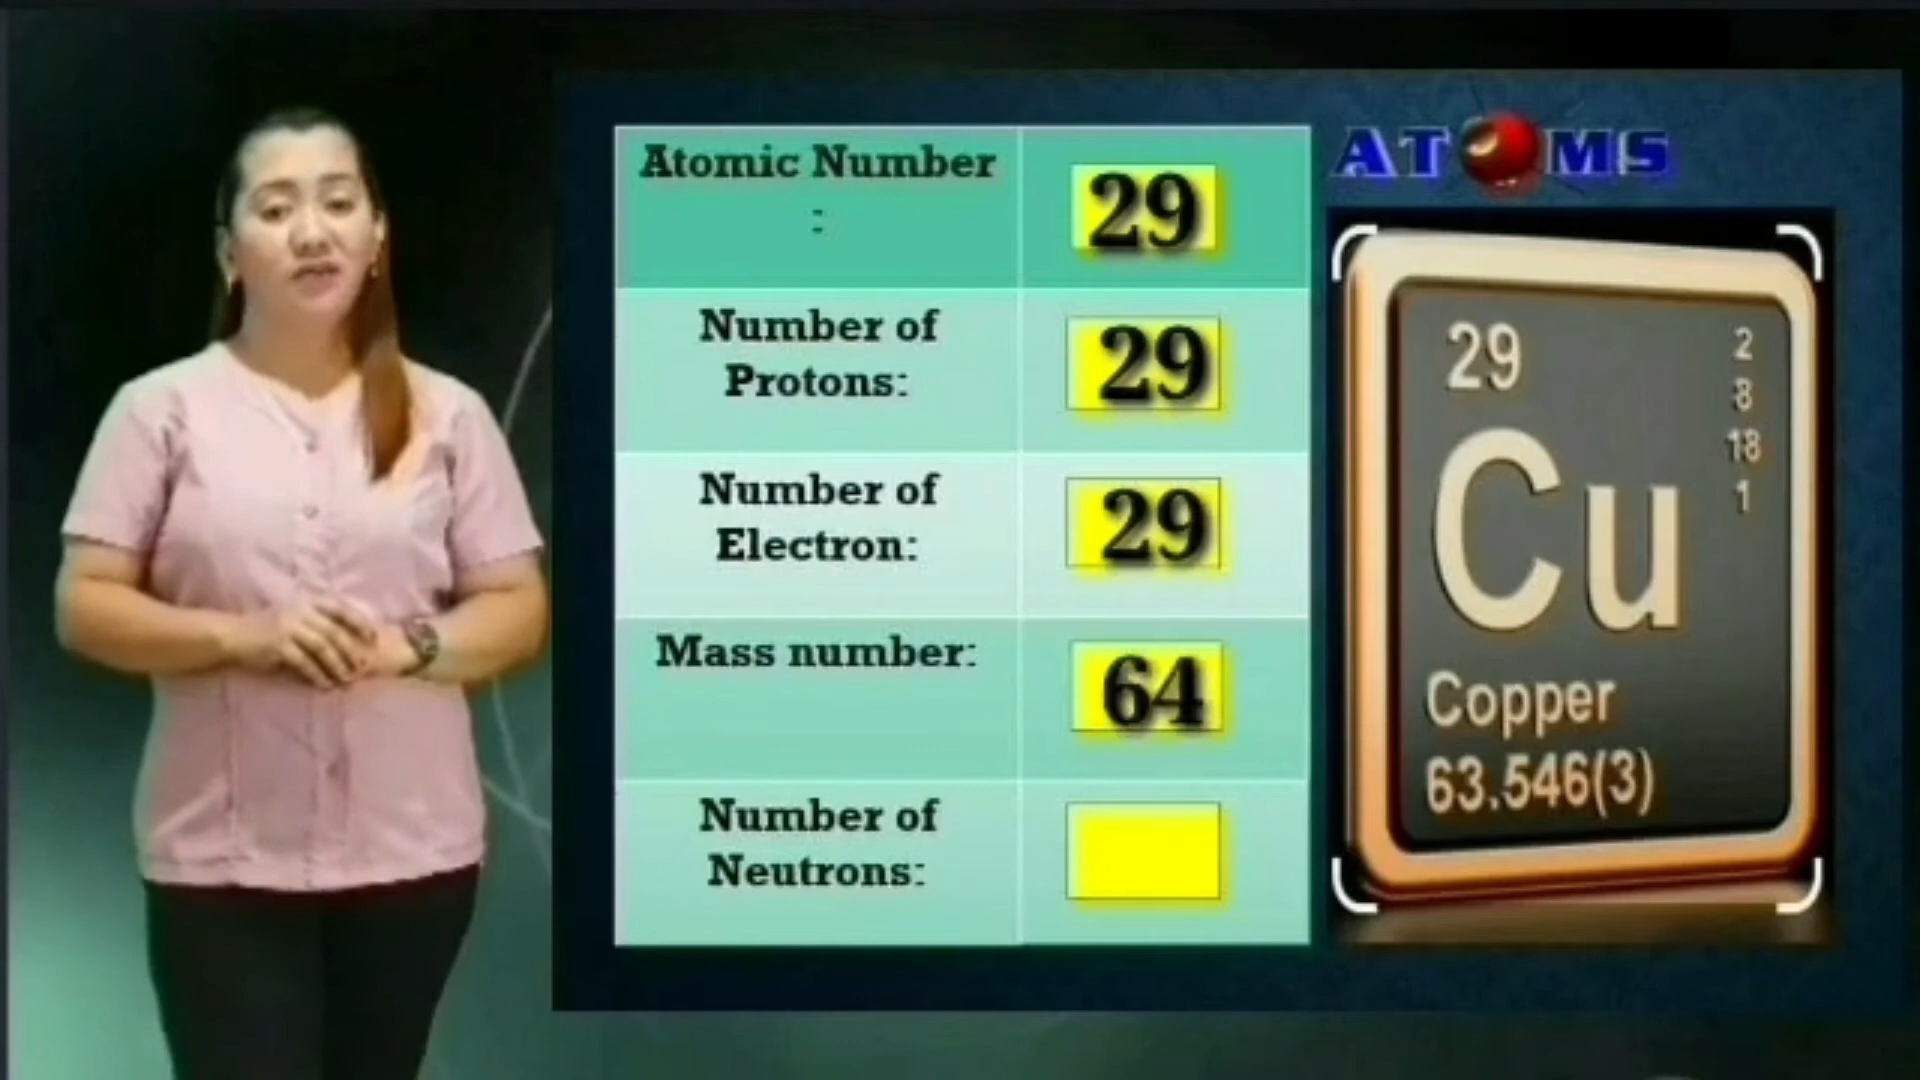 Atomic Number
:
29
Number of
Protons:
29
Number of
Electron:
29
Mass number:
64
Number of
Neutrons:
ATOMS
29
2
8
18
1
Cu
Copper
63.546(3)